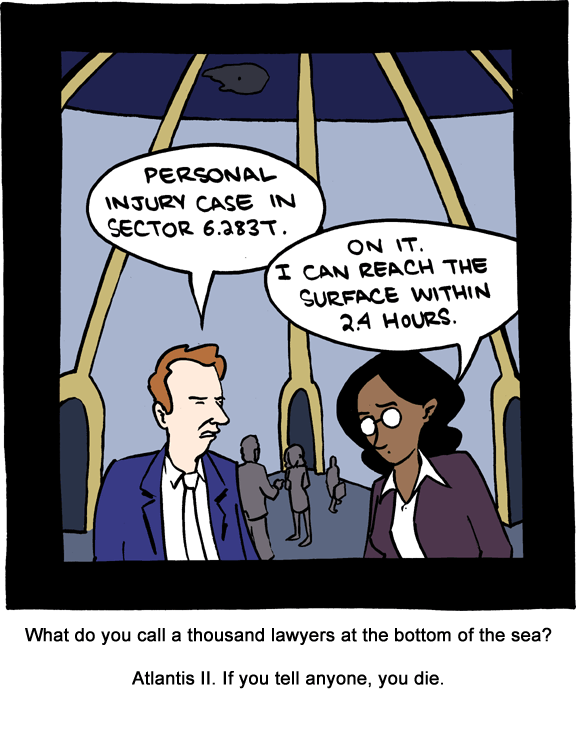 PERSONAL
INJURY CASE IN
SECTOR 6.283T.
ON IT.
I CAN REACH THE
SURFACE WITHIN
2.4 HOURS.
What do you call a thousand lawyers at the bottom of the sea?
Atlantis II. If you tell anyone, you die.